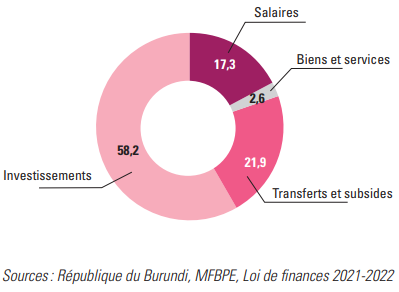 Salaires
17,3
Biens et services
2,6
58,2
21,9
Investissements
Transferts et subsides
Sources : République du Burundi, MFBPE, Loi de finances 2021-2022